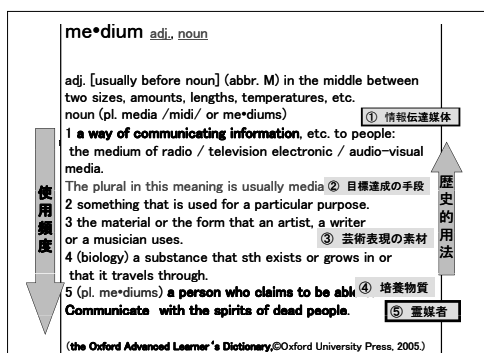 me•dium adj., noun
adj. [usually before noun] (abbr. M) in the middle between
two sizes, amounts, lengths, temperatures, etc.
noun (pl. media /midi/ or me•diums)
① 情報伝達媒体
1 a way of communicating information, etc. to people:
the medium of radio / television electronic / audio-visual
media.
The plural in this meaning is usually media
② 目標達成の手段
2 something that is used for a particular purpose.
3 the material or the form that an artist, a writer
or a musician uses.
③ 芸術表現の素材
4 (biology) a substance that sth exists or grows in or
that it travels through.
④ 培養物質
5 (pl. me•diums) a person who claims to be abl
Communicate with the spirits of dead people.
⑤ 霊媒者
(the Oxford Advanced Learner's Dictionary,©Oxford University Press, 2005.)
使用頻度
歴史的用法